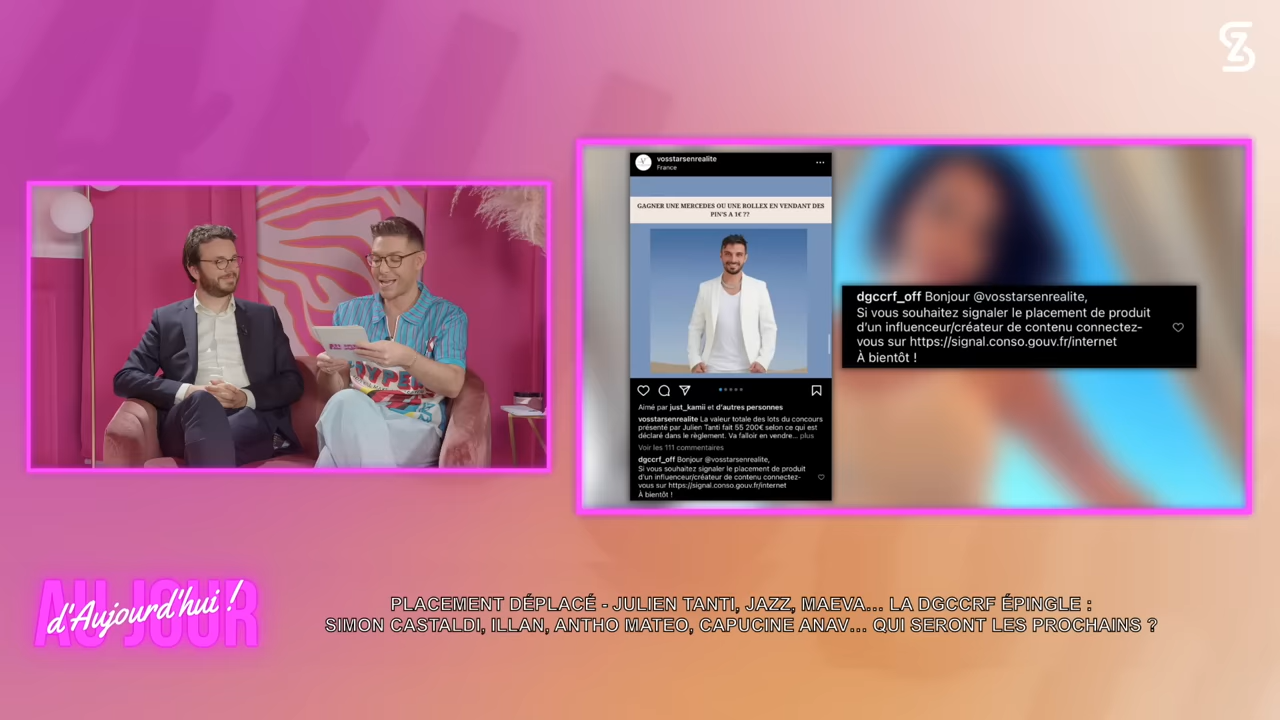 SZ
vosstarsenrealite
France
GAGNER UNE MERCEDES OU UNE ROLLEX EN VENDANT DES
PIN'S A 1€ ??
Aimé par just_kamii et d'autres personnes
vosstarsenrealite La valeur totale des lots du concours
présenté par Julien Tanti fait 55 200€ selon ce qui est
déclaré dans le règlement. Va falloir en vendre... plus
Voir les 111 commentaires
dgccrf_off Bonjour @vosstarsenrealite,
Si vous souhaitez signaler le placement de produit
d'un influenceur/créateur de contenu connectez-
vous sur https://signal.conso.gouv.fr/internet
À bientôt !
dgccrf_off Bonjour @vosstarsenrealite,
Si vous souhaitez signaler le placement de produit
d'un influenceur/créateur de contenu connectez-
vous sur https://signal.conso.gouv.fr/internet
À bientôt !
HYPER
AU JOUR
d'Aujourd'hui !
PLACEMENT DÉPLACÉ - JULIEN TANTI, JAZZ, MAEVA... LA DGCCRF ÉPINGLE :
SIMON CASTALDI, ILLAN, ANTHO MATEO, CAPUCINE ANAV... QUI SERONT LES PROCHAINS ?